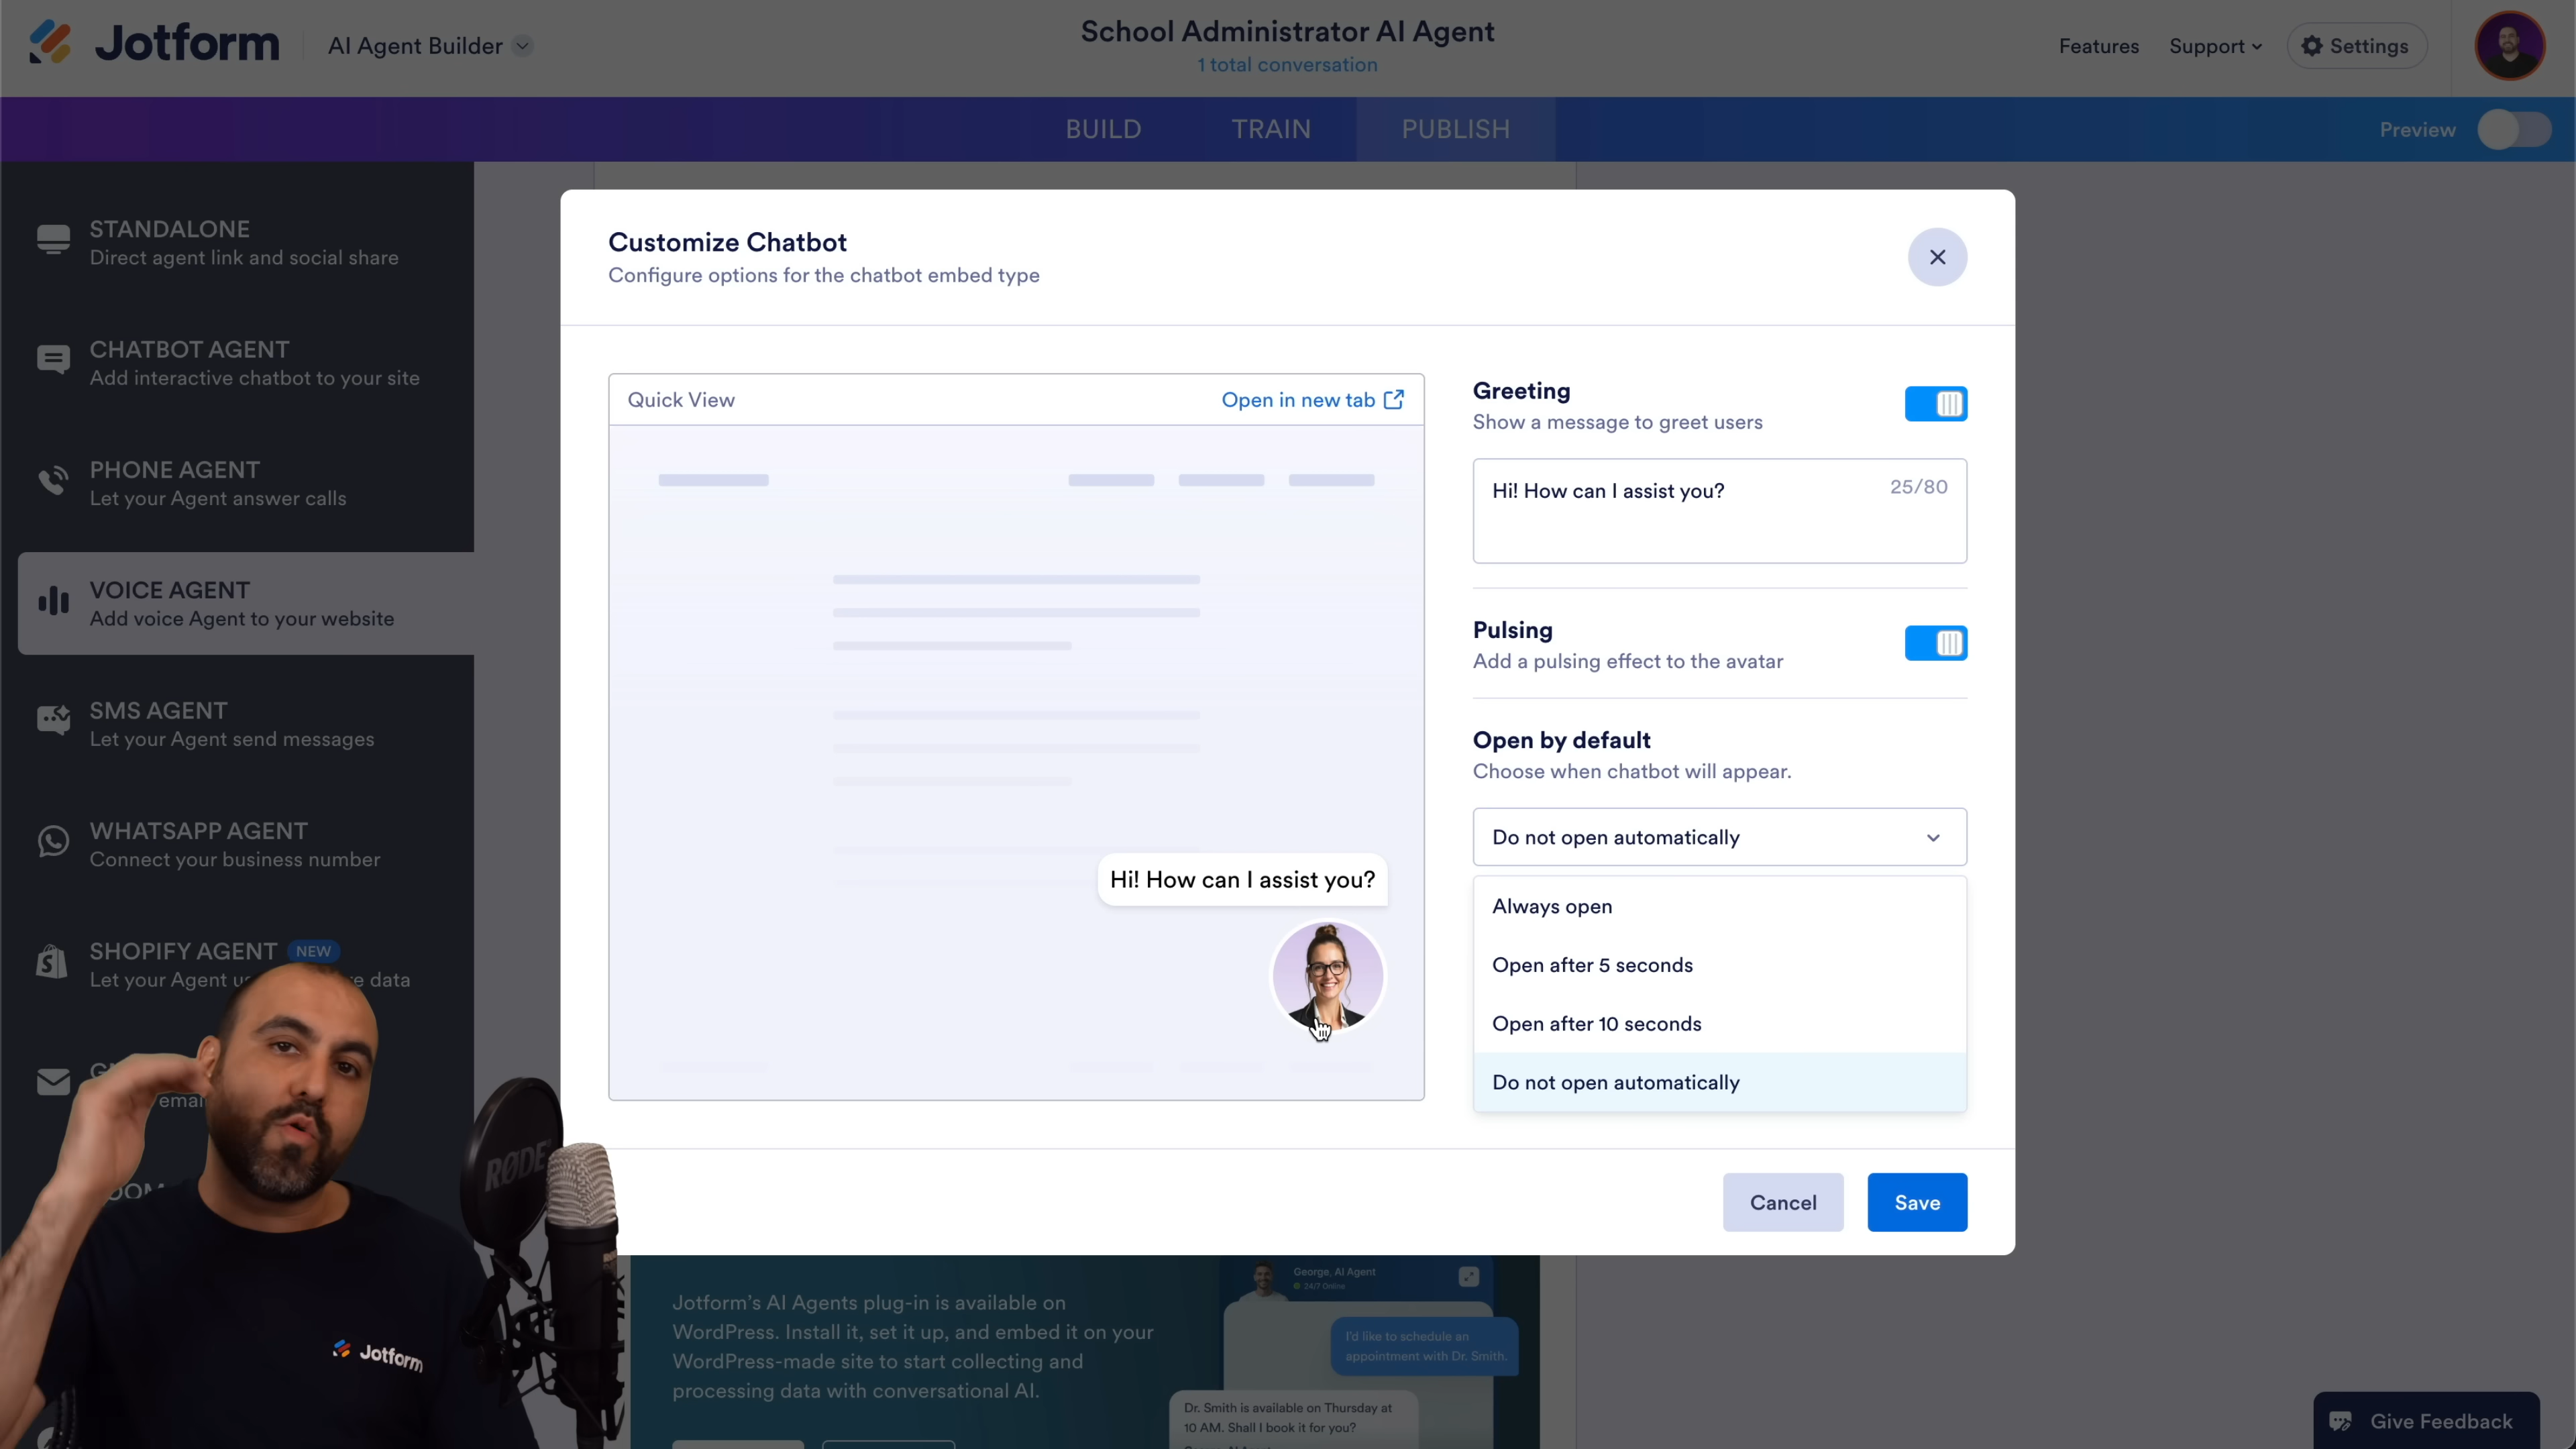 Jotform
AI Agent Builder
School Administrator AI Agent
1 total conversation
Features
Support
Settings
BUILD
TRAIN
PUBLISH
Preview
STANDALONE
Direct agent link and social share
CHATBOT AGENT
Add interactive chatbot to your site
PHONE AGENT
Let your Agent answer calls
VOICE AGENT
Add voice Agent to your website
SMS AGENT
Let your Agent send messages
WHATSAPP AGENT
Connect your business number
SHOPIFY AGENT NEW
Let your Agent data
Customize Chatbot
Configure options for the chatbot embed type
Quick View
Open in new tab
Hi! How can I assist you?
Greeting
Show a message to greet users
Hi! How can I assist you?
25/80
Pulsing
Add a pulsing effect to the avatar
Open by default
Choose when chatbot will appear.
Do not open automatically
Always open
Open after 5 seconds
Open after 10 seconds
Do not open automatically
Cancel
Save
RØDE
Jotform
Jotform's AI Agents plug-in is available on
WordPress. Install it, set it up, and embed it on your
WordPress-made site to start collecting and
processing data with conversational AI.
George, AI Agent
24/7 Online
I'd like to schedule an
appointment with Dr. Smith.
Dr. Smith is available on Thursday at
10 AM. Shall I book it for you?
Give Feedback